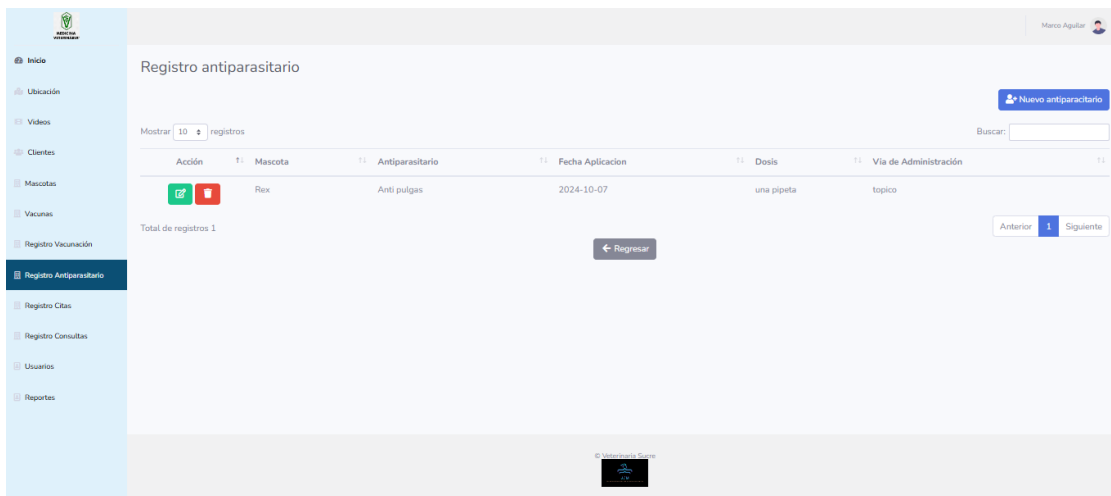 MEDICINA
VETERINARIA
Marco Aguilar
Inicio
Ubicación
Videos
Clientes
Mascotas
Vacunas
Registro Vacunación
Registro Antiparasitario
Registro Citas
Registro Consultas
Usuarios
Reportes
Registro antiparasitario
Nuevo antiparacitario
Mostrar 10 registros
Buscar:
Acción Mascota Antiparasitario Fecha Aplicacion Dosis Via de Administración
Rex Anti pulgas 2024-10-07 una pipeta topico
Total de registros 1
Anterior 1 Siguiente
Regresar
© Veterinaria Sucre